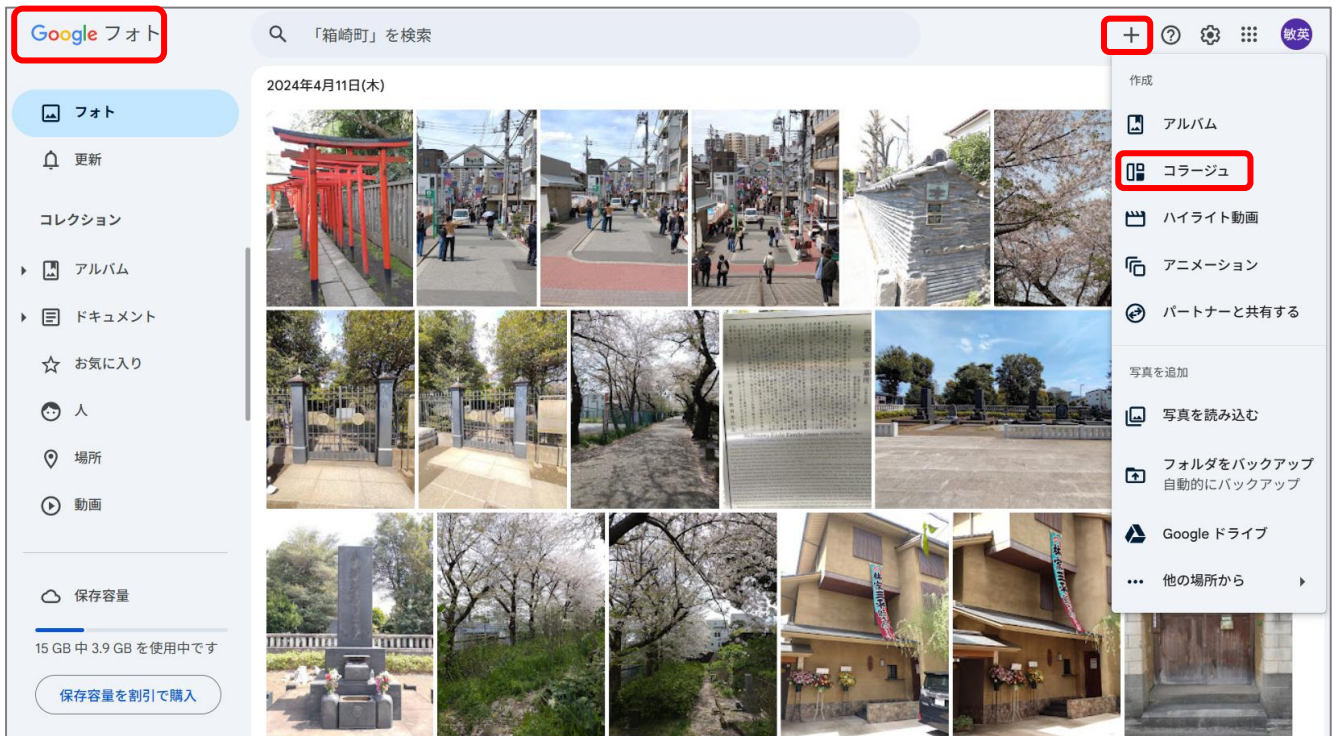 Google フォト
「箱崎町」を検索
敏英
フォト
更新
コレクション
アルバム
ドキュメント
お気に入り
人
場所
動画
保存容量
15 GB 中 3.9 GB を使用中です
保存容量を割引で購入
2024年4月11日(木)
作成
アルバム
コラージュ
ハイライト動画
アニメーション
パートナーと共有する
写真を追加
写真を読み込む
フォルダをバックアップ
自動的にバックアップ
Google ドライブ
他の場所から